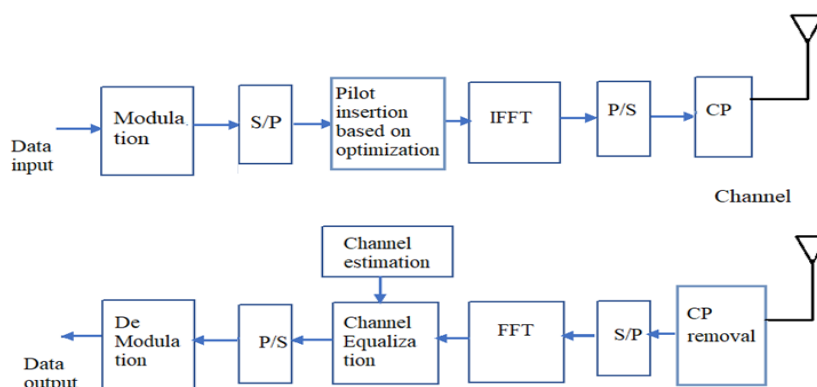 Data
input
Modula
tion
S/P
Pilot
insertion
based on
optimization
IFFT
P/S
CP
Channel
Channel
estimation
De
Modula
tion
P/S
Channel
Equaliza
tion
FFT
S/P
CP
removal
Data
output